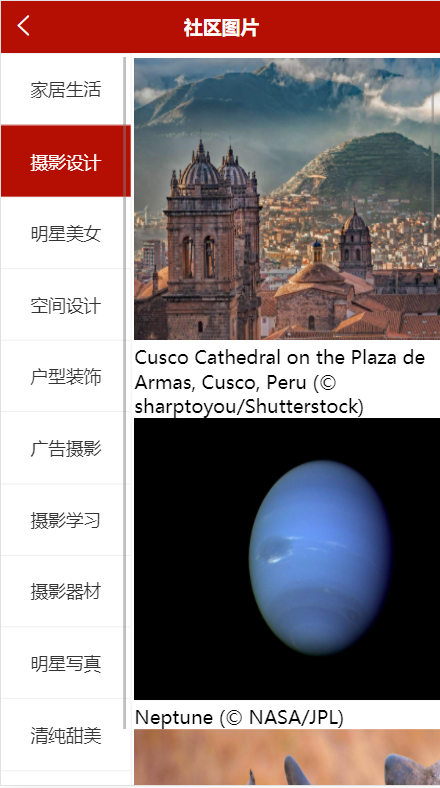 社区图片
家居生活
摄影设计
明星美女
空间设计
户型装饰
广告摄影
摄影学习
摄影器材
明星写真
清纯甜美
Cusco Cathedral on the Plaza de
Armas, Cusco, Peru (©
sharptoyou/Shutterstock)
Neptune (© NASA/JPL)